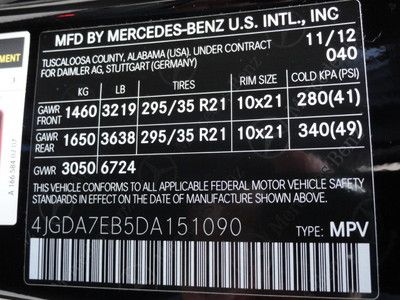 MFD BY MERCEDES-BENZ U.S. INTL., INC
TUSCALOOSA COUNTY, ALABAMA (USA). UNDER CONTRACT 11/12
FOR DAIMLER AG, STUTTGART (GERMANY) 040
KG LB TIRES RIM SIZE COLD KPA(PSI)
GAWR FRONT 1460 3219 295/35 R21 10x21 280(41)
GAWR REAR 1650 3638 295/35 R21 10x21 340(49)
GVWR 3050 6724
THIS VEHICLE CONFORMS TO ALL APPLICABLE FEDERAL MOTOR VEHICLE SAFETY
STANDARDS IN EFFECT ON THE DATE OF MANUFACTURE SHOWN ABOVE.
4JGDA7EB5DA151090 TYPE: MPV